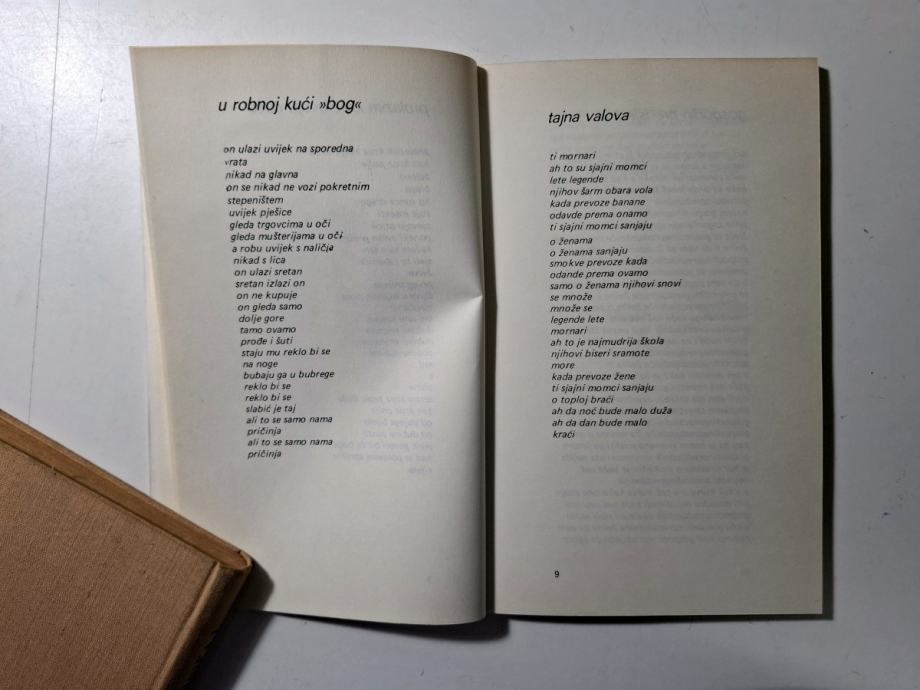 u robnoj kući »bog«
on ulazi uvijek na sporedna
vrata
nikad na glavna
on se nikad ne vozi pokretnim
stepeništem
uvijek pješice
gleda trgovcima u oči
gleda mušterijama u oči
a robu uvijek s naličja
nikad s lica
on ulazi sretan
sretan izlazi on
on ne kupuje
on gleda samo
dolje gore
tamo ovamo
prođe i šuti
staju mu reklo bi se
na noge
bubaju ga u bubrege
reklo bi se
reklo bi se
slabić je taj
ali to se samo nama
pričinja
ali to se samo nama
pričinja
tajna valova
ti mornari
ah to su sjajni momci
lete legende
njihov šarm obara vola
kada prevoze banane
odavde prema onamo
ti sjajni momci sanjaju
o ženama
o ženama sanjaju
smokve prevoze kada
odande prema ovamo
samo o ženama njihovi snovi
se množe
množe se
legende lete
mornari
ah to je najmudrija škola
njihovi biseri sramote
more
kada prevoze žene
ti sjajni momci sanjaju
o toploj braći
ah da noć bude malo duža
ah da dan bude malo
kraći
9